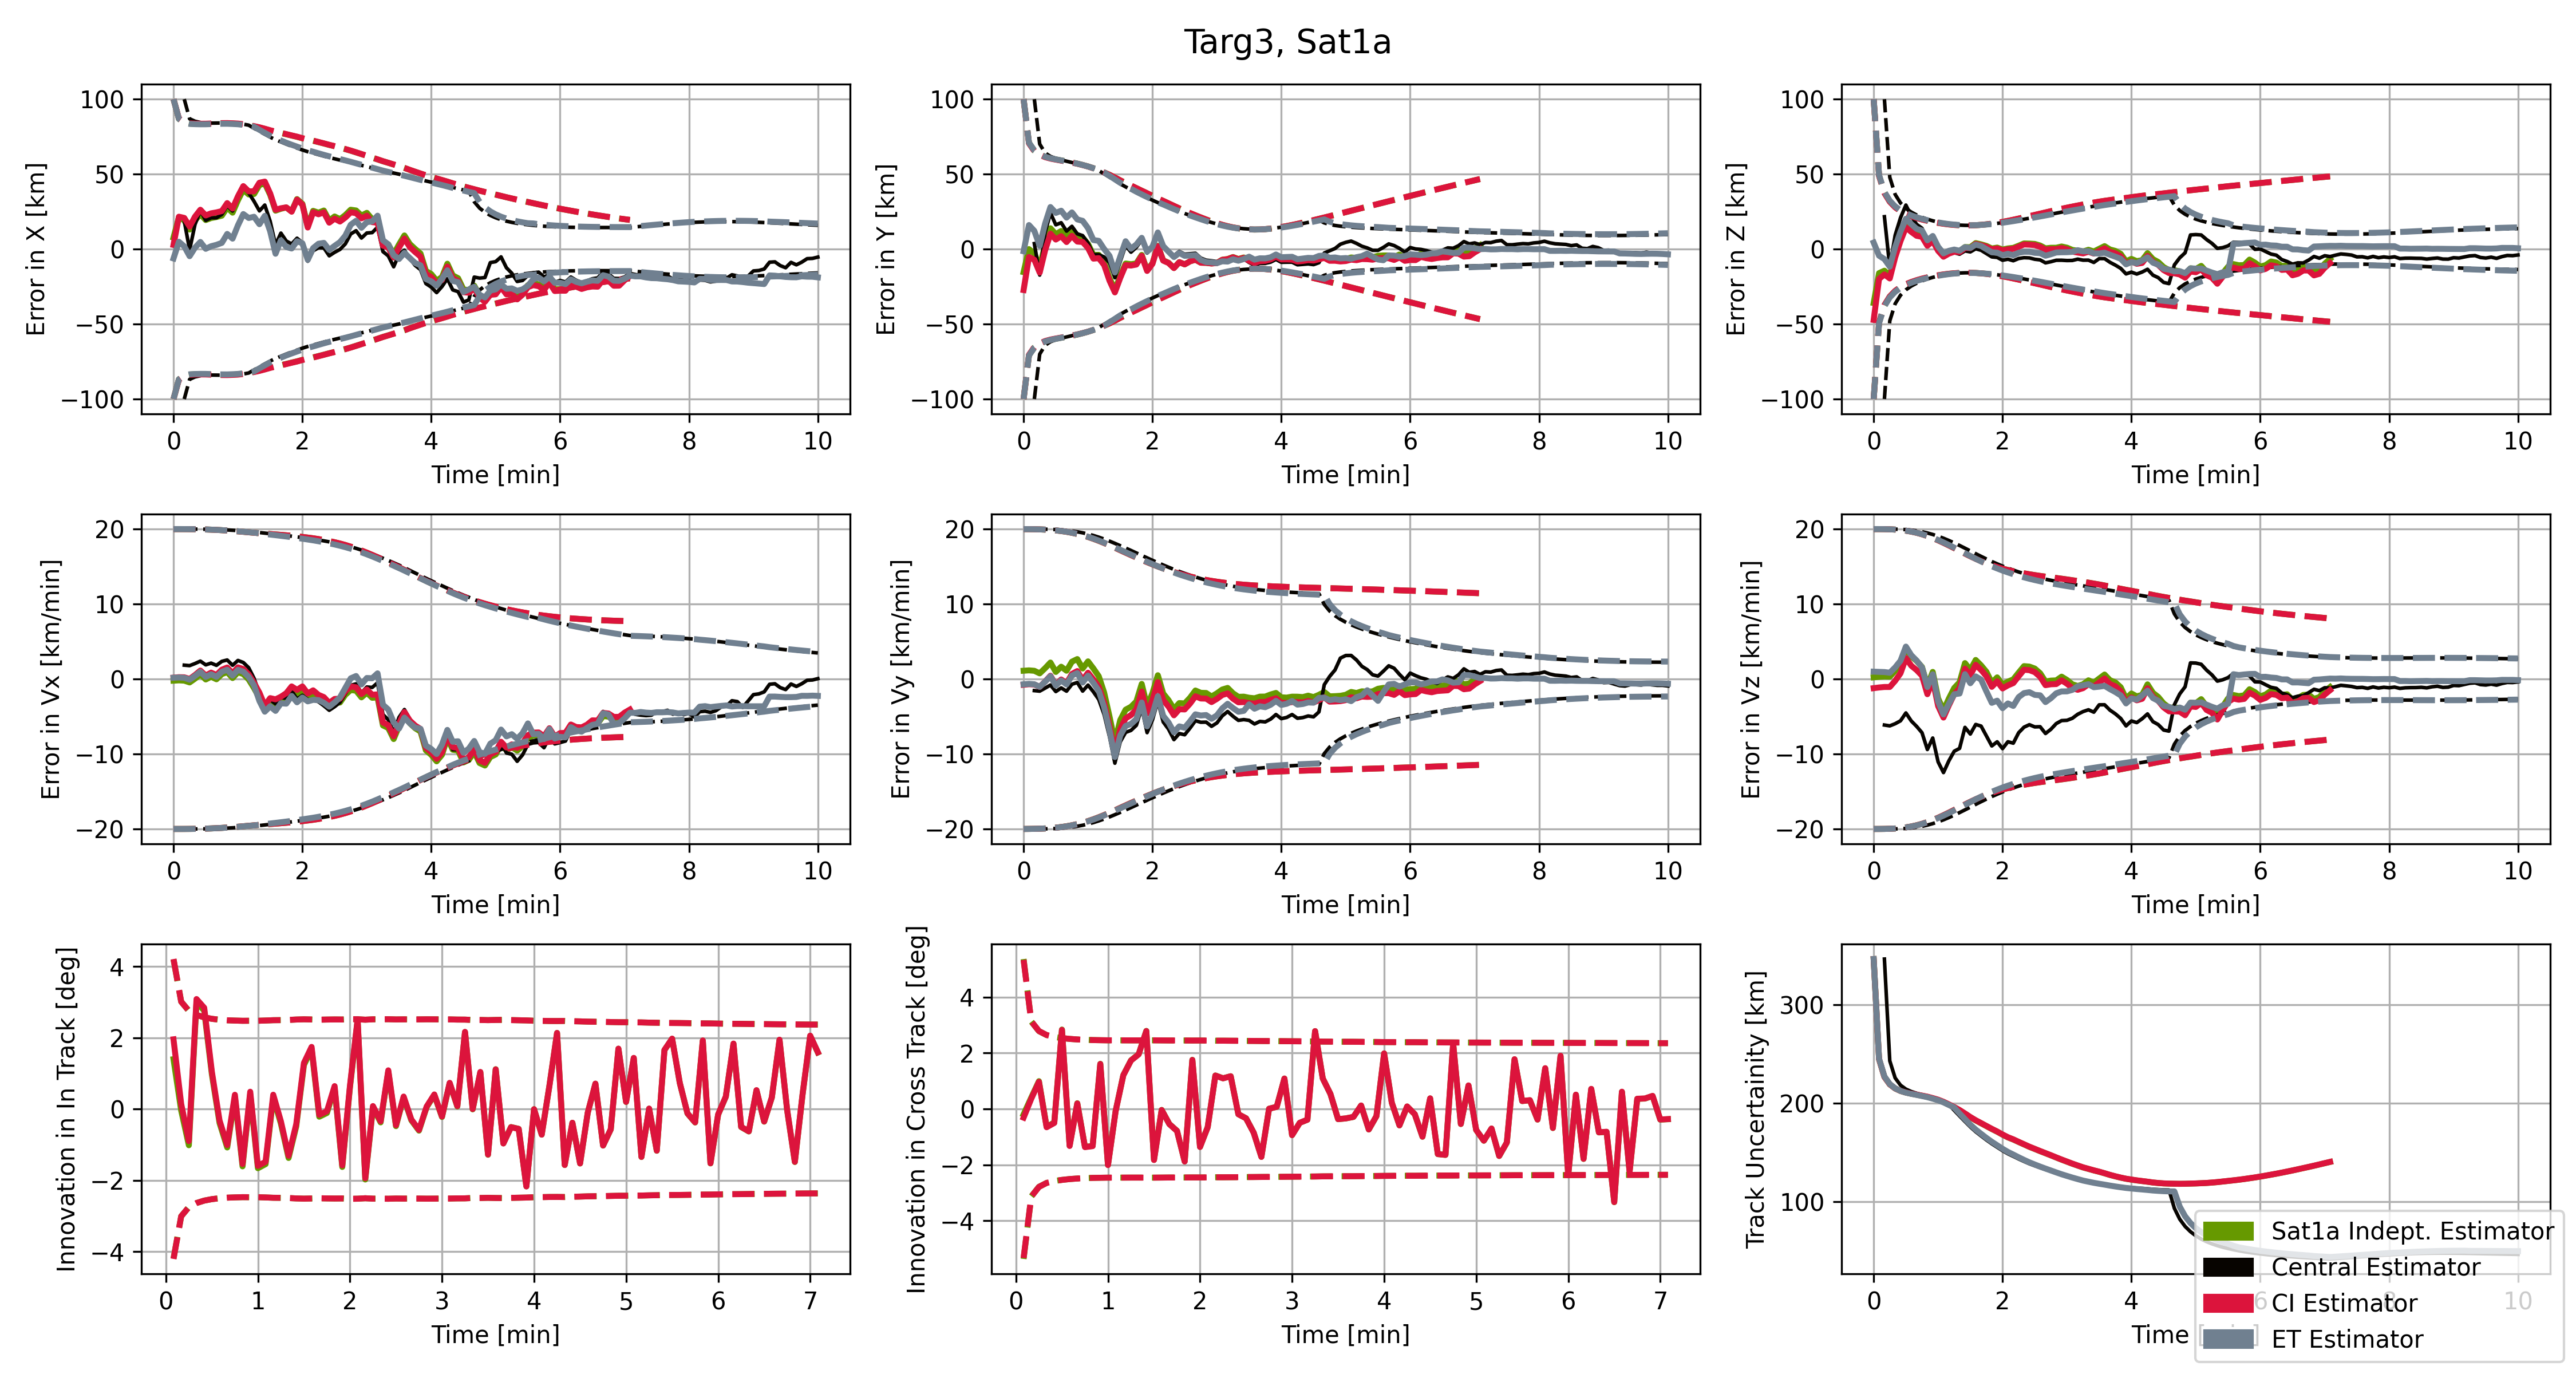 Targ3, Sat1a
Error in X [km]
100
50
0
−50
−100
0 2 4 6 8 10
Time [min]
Error in Y [km]
100
50
0
−50
−100
0 2 4 6 8 10
Time [min]
Error in Z [km]
100
50
0
−50
−100
0 2 4 6 8 10
Time [min]
Error in Vx [km/min]
20
10
0
−10
−20
0 2 4 6 8 10
Time [min]
Error in Vy [km/min]
20
10
0
−10
−20
0 2 4 6 8 10
Time [min]
Error in Vz [km/min]
20
10
0
−10
−20
0 2 4 6 8 10
Time [min]
Innovation in In Track [deg]
4
2
0
−2
−4
0 1 2 3 4 5 6 7
Time [min]
Innovation in Cross Track [deg]
4
2
0
−2
−4
0 1 2 3 4 5 6 7
Time [min]
Track Uncertainity [km]
300
200
100
0 2 4 6 8 10
Time
Sat1a Indept. Estimator
Central Estimator
CI Estimator
ET Estimator